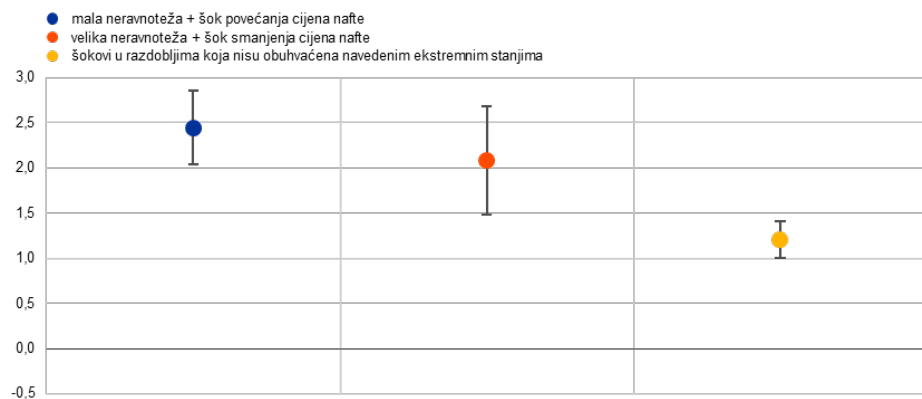 mala neravnoteža + šok povećanja cijena nafte
velika neravnoteža + šok smanjenja cijena nafte
šokovi u razdobljima koja nisu obuhvaćena navedenim ekstremnim stanjima
3,0
2,5
2,0
1,5
1,0
0,5
0,0
-0,5